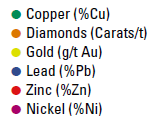 Copper (%Cu)
Diamonds (Carats/t)
Gold (g/t Au)
Lead (%Pb)
Zinc (%Zn)
Nickel (%Ni)